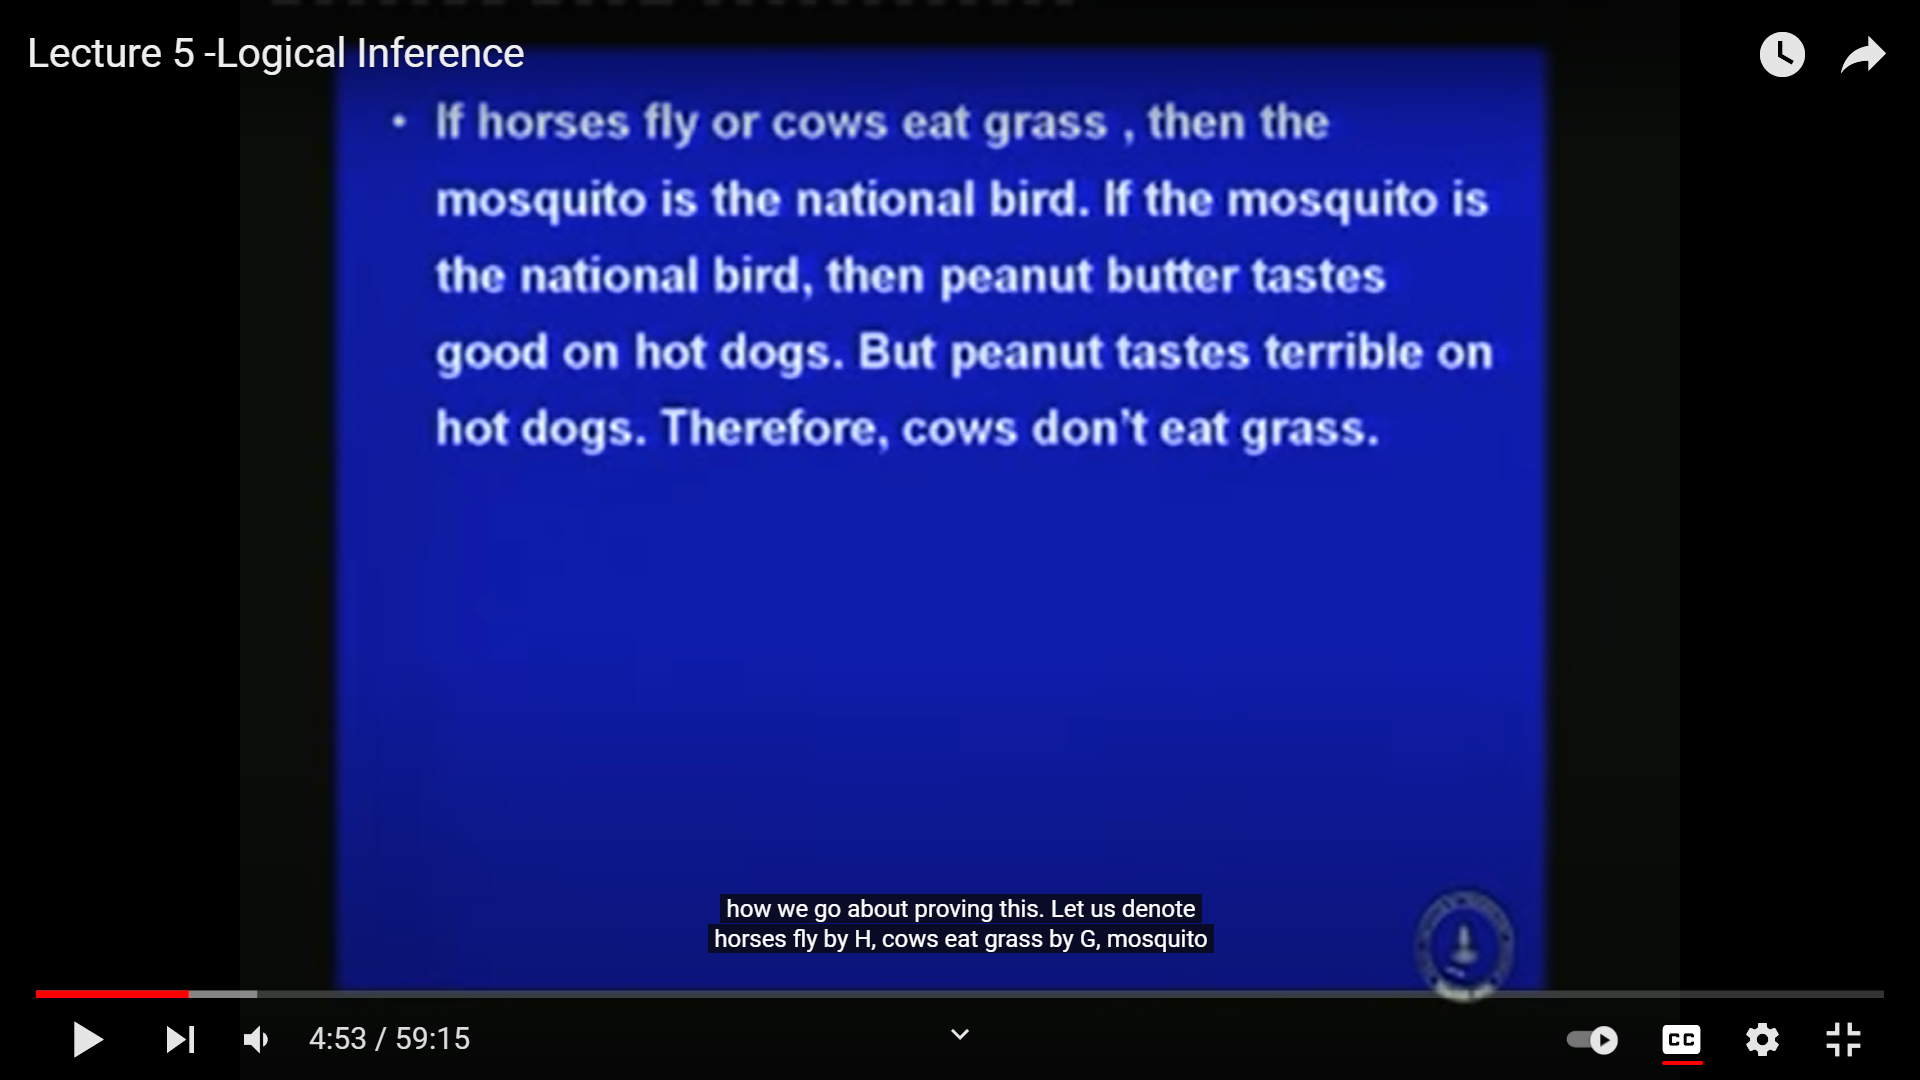 Lecture 5 -Logical Inference
• If horses fly or cows eat grass , then the
mosquito is the national bird. If the mosquito is
the national bird, then peanut butter tastes
good on hot dogs. But peanut tastes terrible on
hot dogs. Therefore, cows don't eat grass.
how we go about proving this. Let us denote
horses fly by H, cows eat grass by G, mosquito
4:53 / 59:15
CC